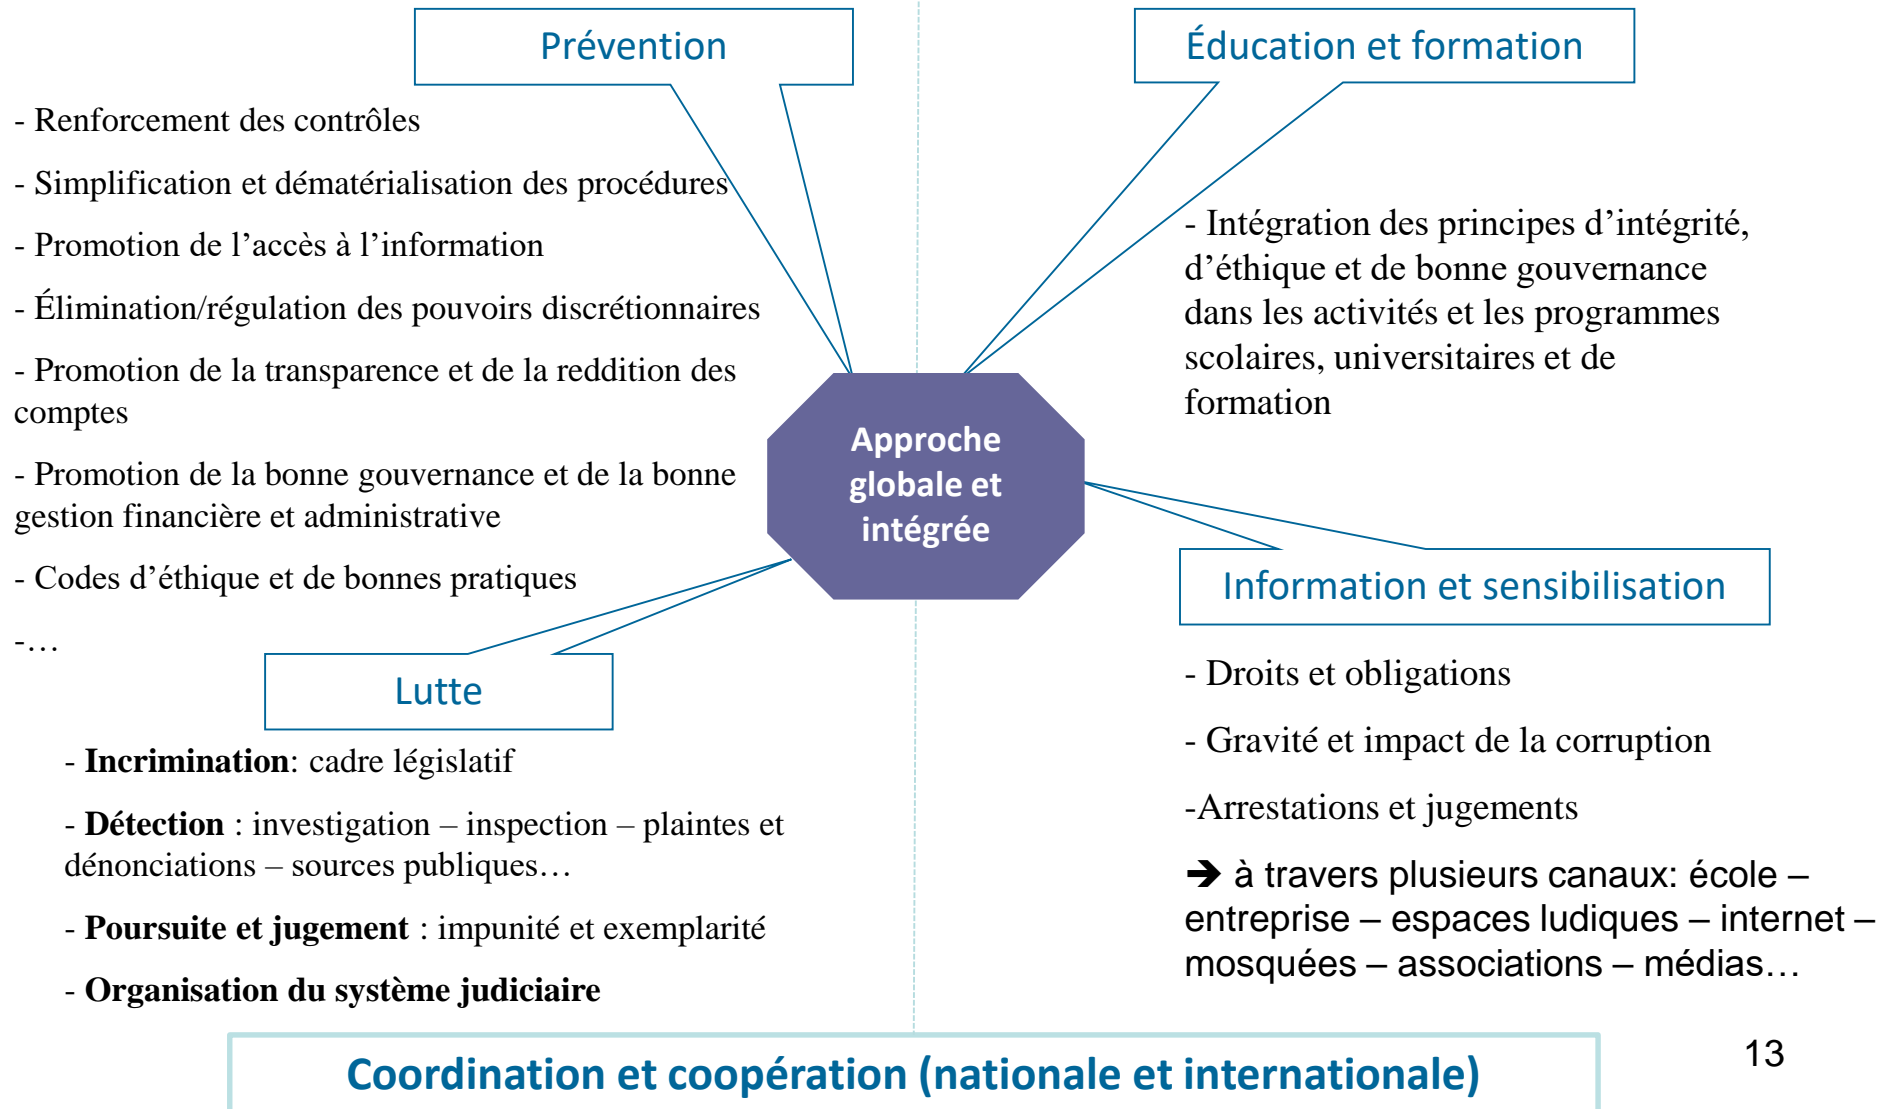 Prévention
- Renforcement des contrôles
- Simplification et dématérialisation des procédures
- Promotion de l’accès à l’information
- Élimination/régulation des pouvoirs discrétionnaires
- Promotion de la transparence et de la reddition des
comptes
- Promotion de la bonne gouvernance et de la bonne
gestion financière et administrative
- Codes d’éthique et de bonnes pratiques
-…
Éducation et formation
- Intégration des principes d’intégrité,
d’éthique et de bonne gouvernance
dans les activités et les programmes
scolaires, universitaires et de
formation
Approche
globale et
intégrée
Lutte
- Incrimination: cadre législatif
- Détection : investigation – inspection – plaintes et
dénonciations – sources publiques…
- Poursuite et jugement : impunité et exemplarité
- Organisation du système judiciaire
Information et sensibilisation
- Droits et obligations
- Gravité et impact de la corruption
-Arrestations et jugements
➔ à travers plusieurs canaux: école –
entreprise – espaces ludiques – internet –
mosquées – associations – médias…
Coordination et coopération (nationale et internationale)
13